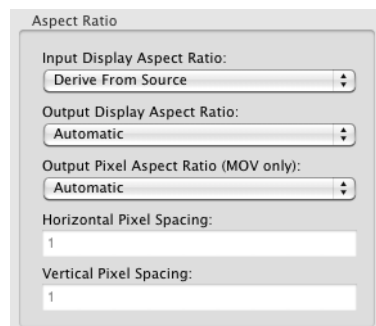 Aspect Ratio
Input Display Aspect Ratio:
Derive From Source
Output Display Aspect Ratio:
Automatic
Output Pixel Aspect Ratio (MOV only):
Automatic
Horizontal Pixel Spacing:
1
Vertical Pixel Spacing:
1